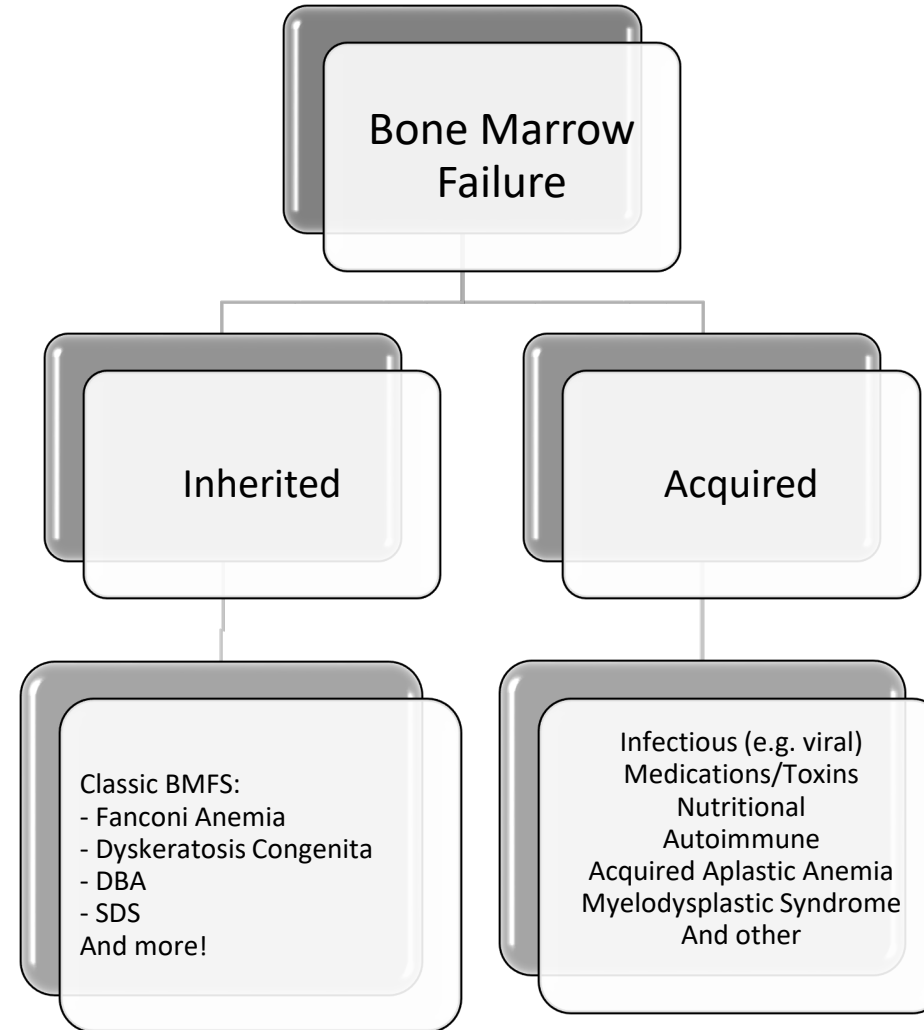 Bone Marrow
Failure
Inherited
Acquired
Classic BMFS:
- Fanconi Anemia
- Dyskeratosis Congenita
- DBA
- SDS
And more!
Infectious (e.g. viral)
Medications/Toxins
Nutritional
Autoimmune
Acquired Aplastic Anemia
Myelodysplastic Syndrome
And other